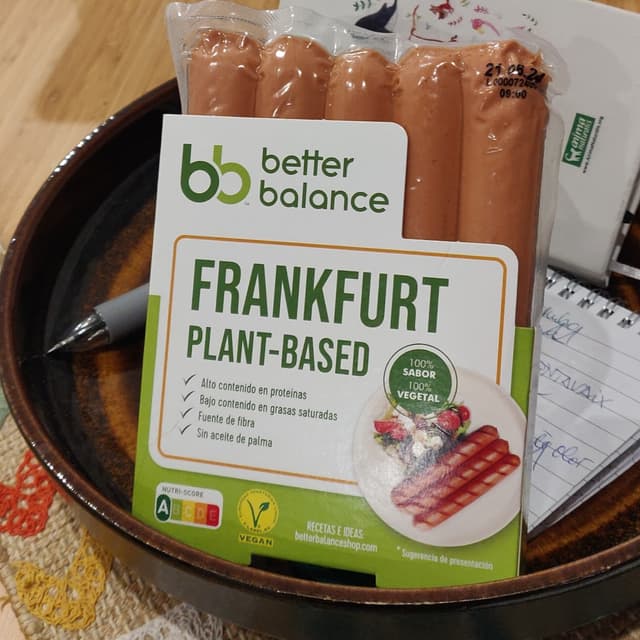 21.09.24
09:00
bb better
balance
FRANKFURT
PLANT-BASED
Alto contenido en proteínas
Bajo contenido en grasas saturadas
Fuente de fibra
Sin aceite de palma
100%
SABOR
100%
VEGETAL
NUTRI-SCORE
A B C D E
VEGAN
RECETAS E IDEAS
betterbalanceshop.com
* Sugerencia de presentación